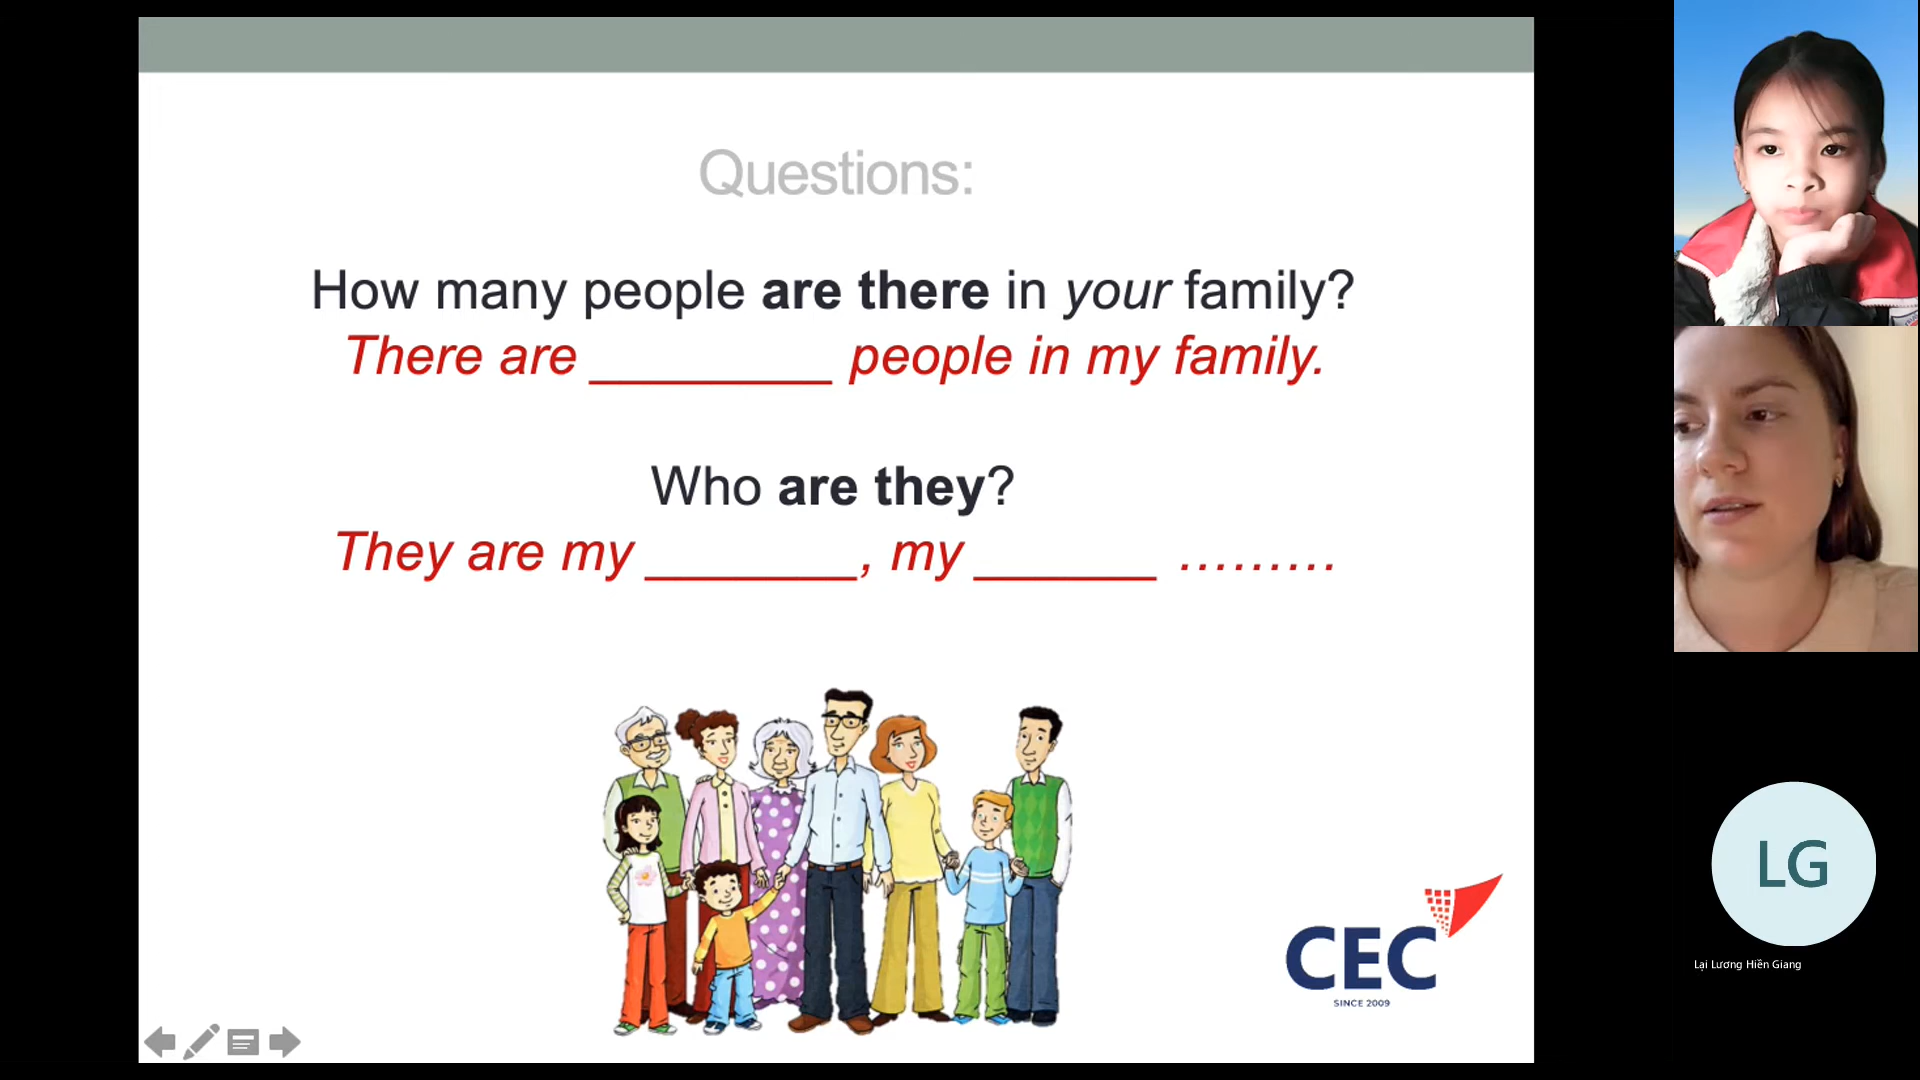 Questions:
How many people are there in your family?
There are ________ people in my family.
Who are they?
They are my _______, my ______ .........
CEC
SINCE 2009
LG
Lại Lương Hiền Giang